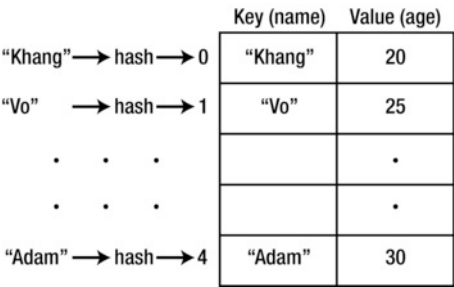 Key (name) Value (age)
“Khang” hash 0 “Khang” 20
“Vo” hash 1 “Vo” 25
. . . .
. . . .
“Adam” hash 4 “Adam” 30